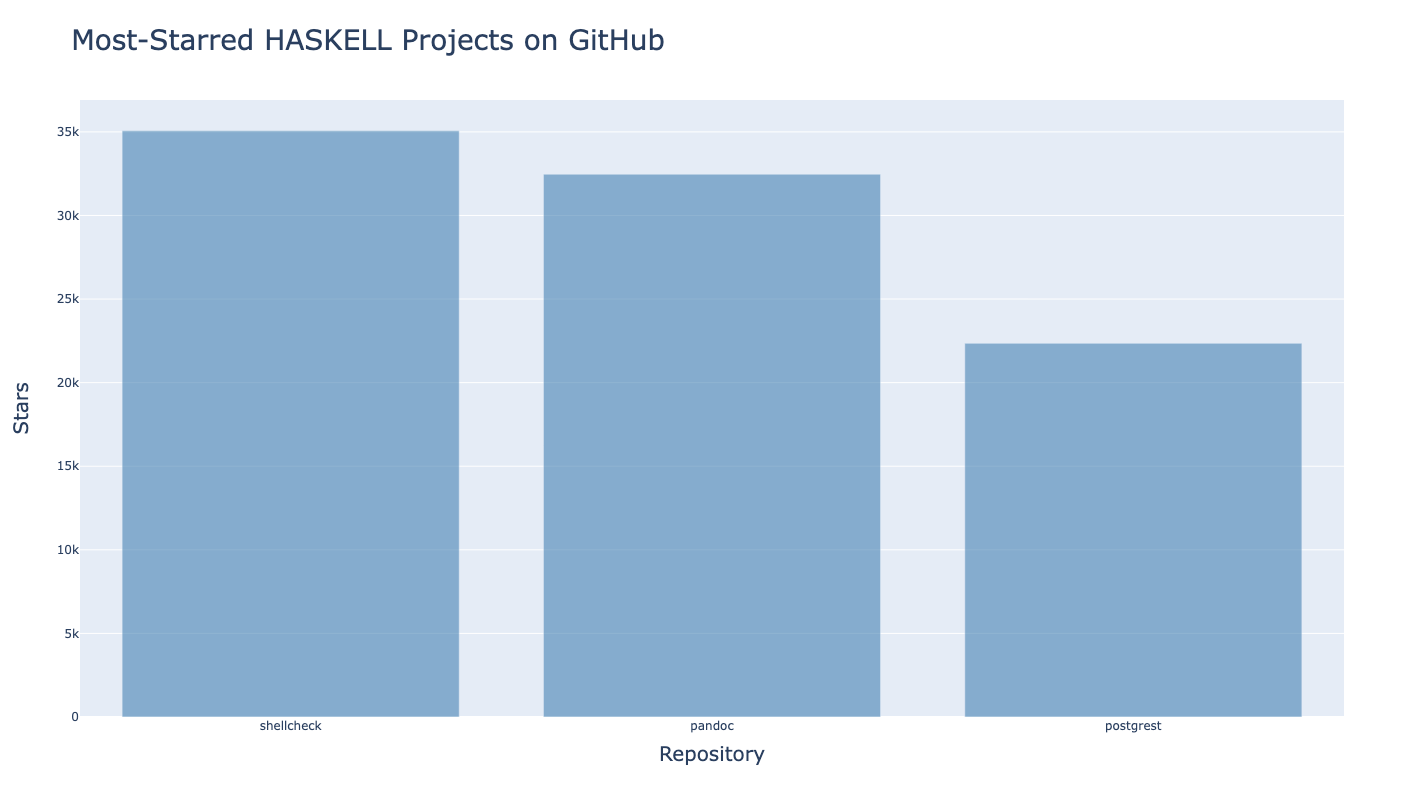 Most-Starred HASKELL Projects on GitHub
35k
30k
25k
20k
15k
10k
5k
0
Stars
shellcheck
pandoc
postgrest
Repository